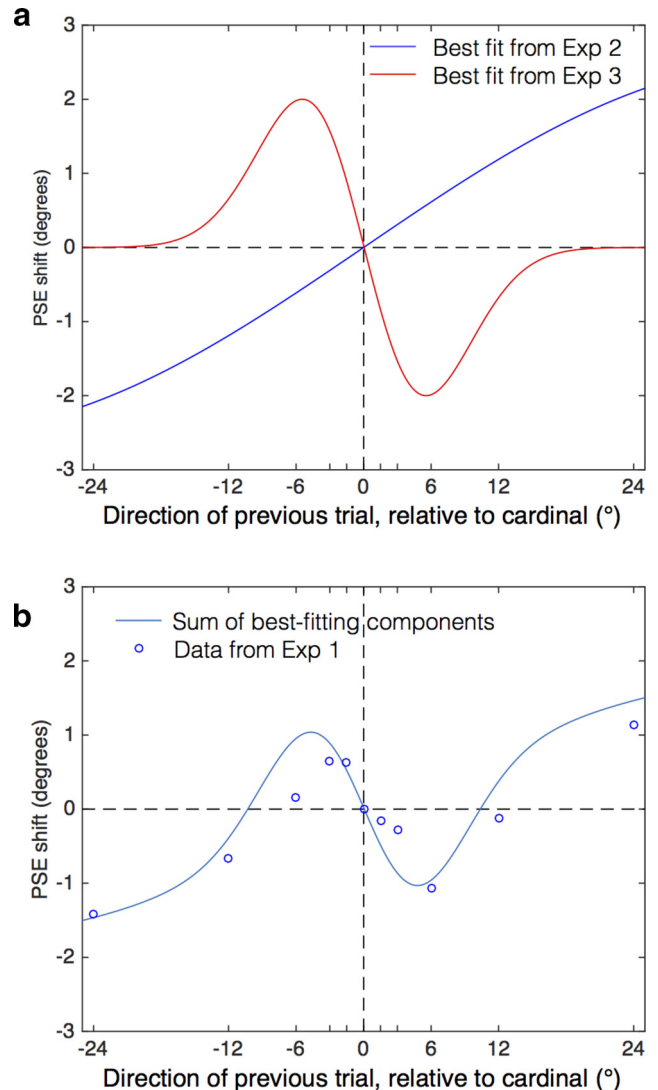 a
3
2
1
0
-1
-2
-3
PSE shift (degrees)
Best fit from Exp 2
Best fit from Exp 3
-24 -12 -6 0 6 12 24
Direction of previous trial, relative to cardinal (°)
b
3
2
1
0
-1
-2
-3
PSE shift (degrees)
Sum of best-fitting components
Data from Exp 1
-24 -12 -6 0 6 12 24
Direction of previous trial, relative to cardinal (°)